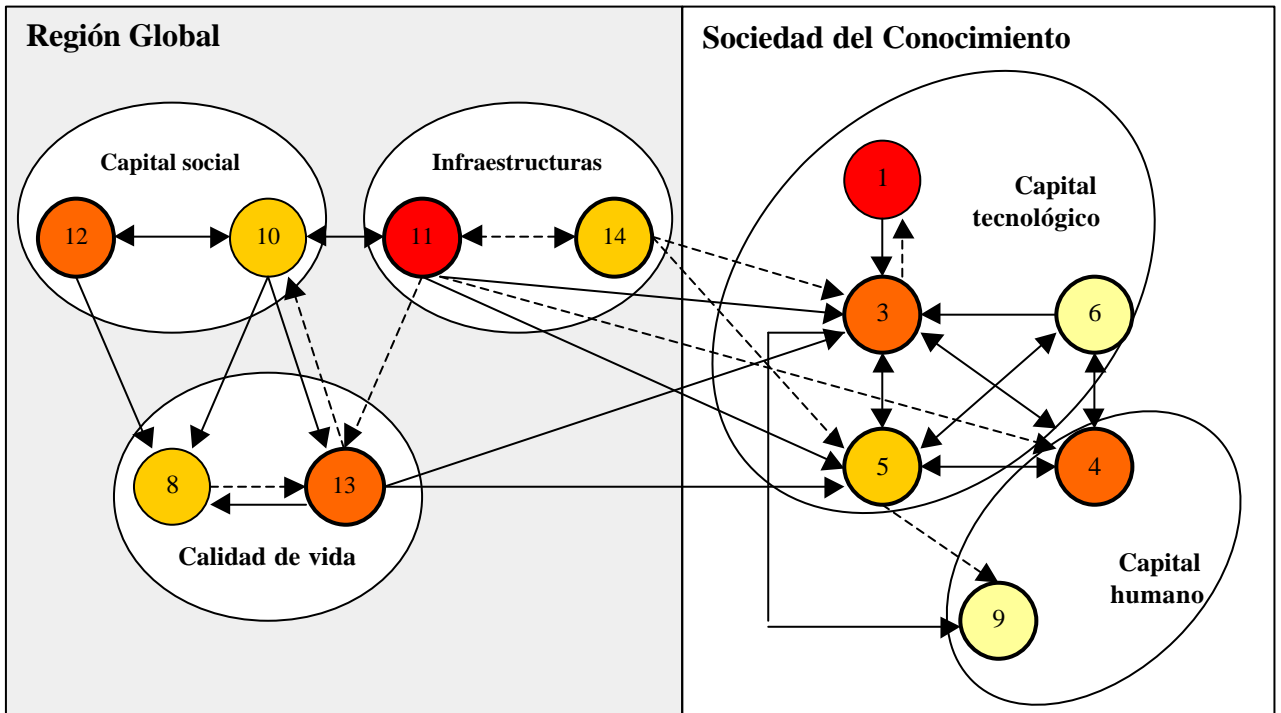 Región Global
Sociedad del Conocimiento
Capital social
Infraestructuras
12
10
11
14
8
13
Calidad de vida
1
Capital
tecnológico
3
6
5
4
Capital
humano
9